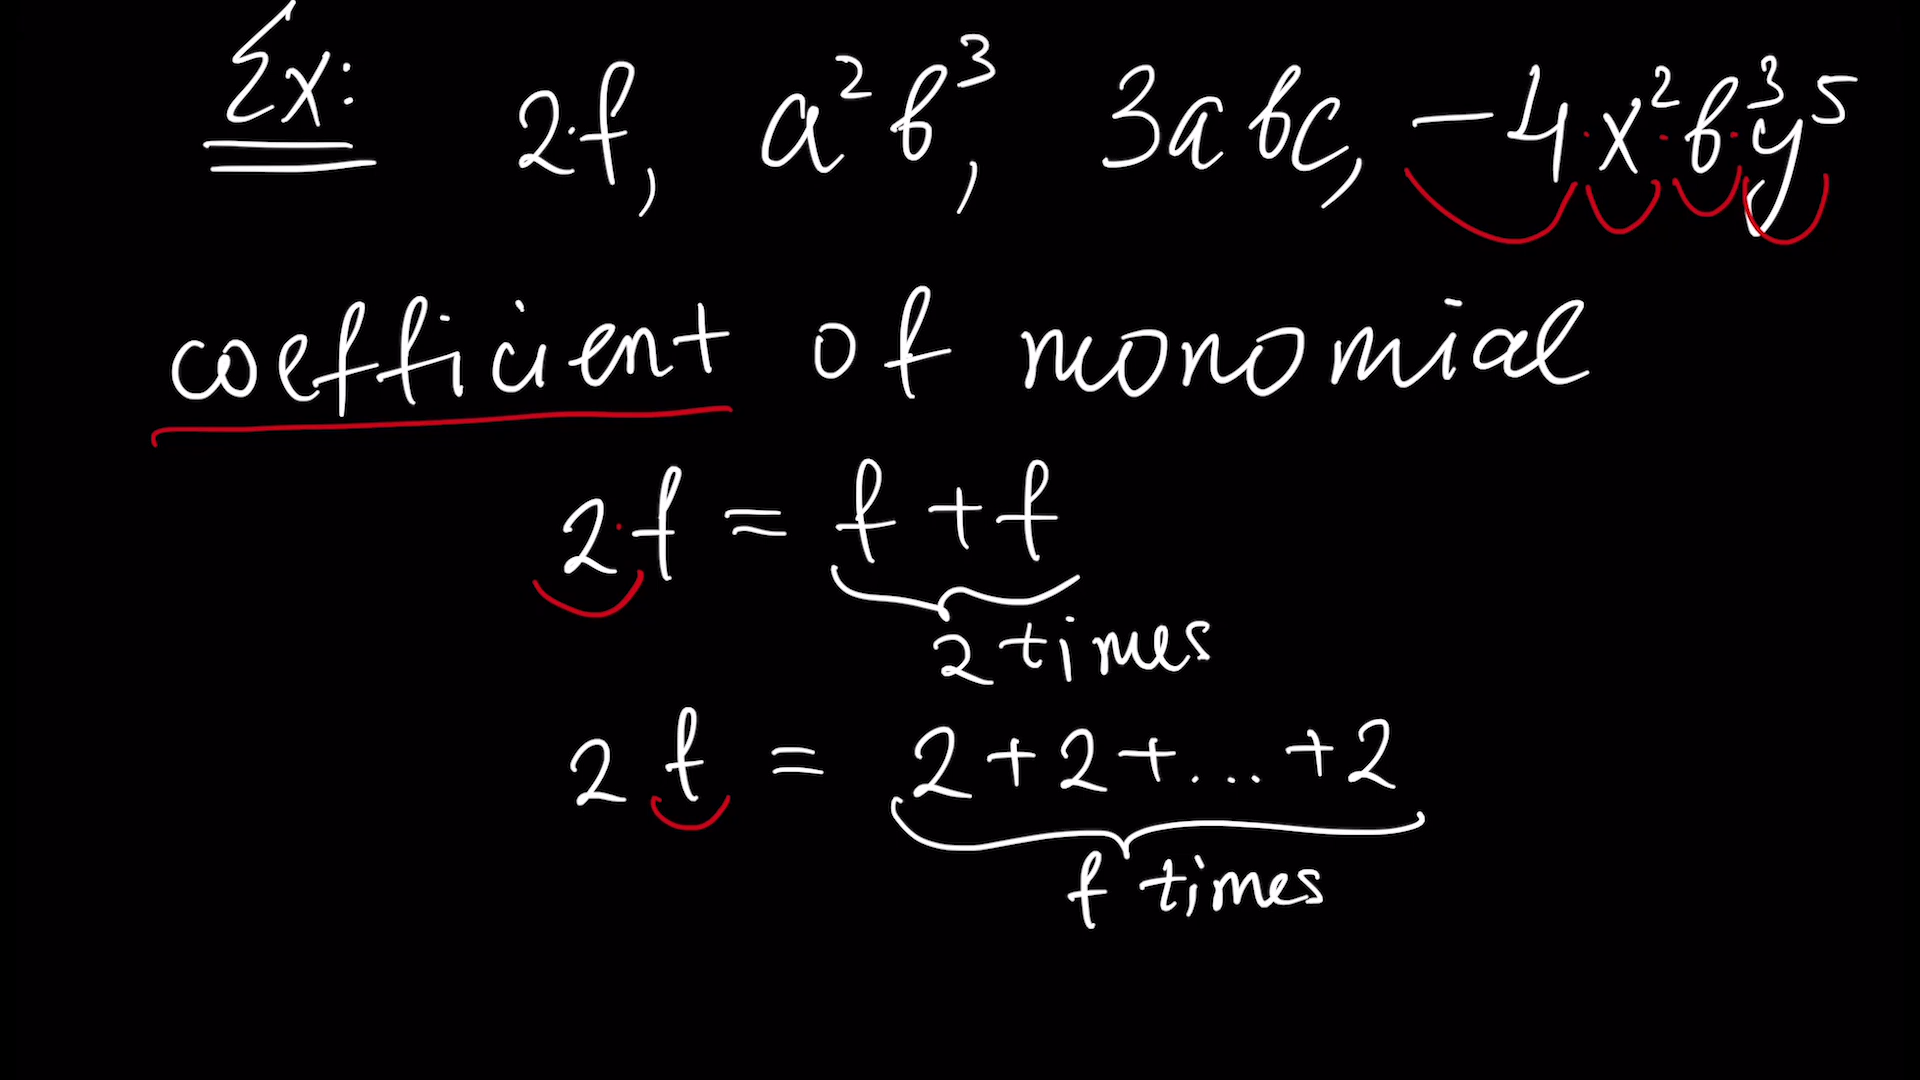 Ex: 2·f, a²b³, 3abc, -4·x²·b³·y⁵
coefficient of monomial
2·f = f + f
2 times
2 f = 2 + 2 + ... + 2
f times